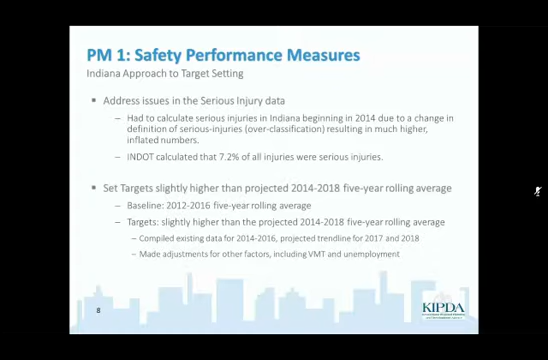 PM 1: Safety Performance Measures
Indiana Approach to Target Setting
Address issues in the Serious Injury data
– Had to calculate serious injuries in Indiana beginning in 2014 due to a change in
definition of serious-injuries (over-classification) resulting in much higher,
inflated numbers.
– INDOT calculated that 7.2% of all injuries were serious injuries.
Set Targets slightly higher than projected 2014-2018 five-year rolling average
– Baseline: 2012-2016 five-year rolling average
– Targets: slightly higher than the projected 2014-2018 five-year rolling average
– Compiled existing data for 2014-2016, projected trendline for 2017 and 2018
– Made adjustments for other factors, including VMT and unemployment
8
KIPDA